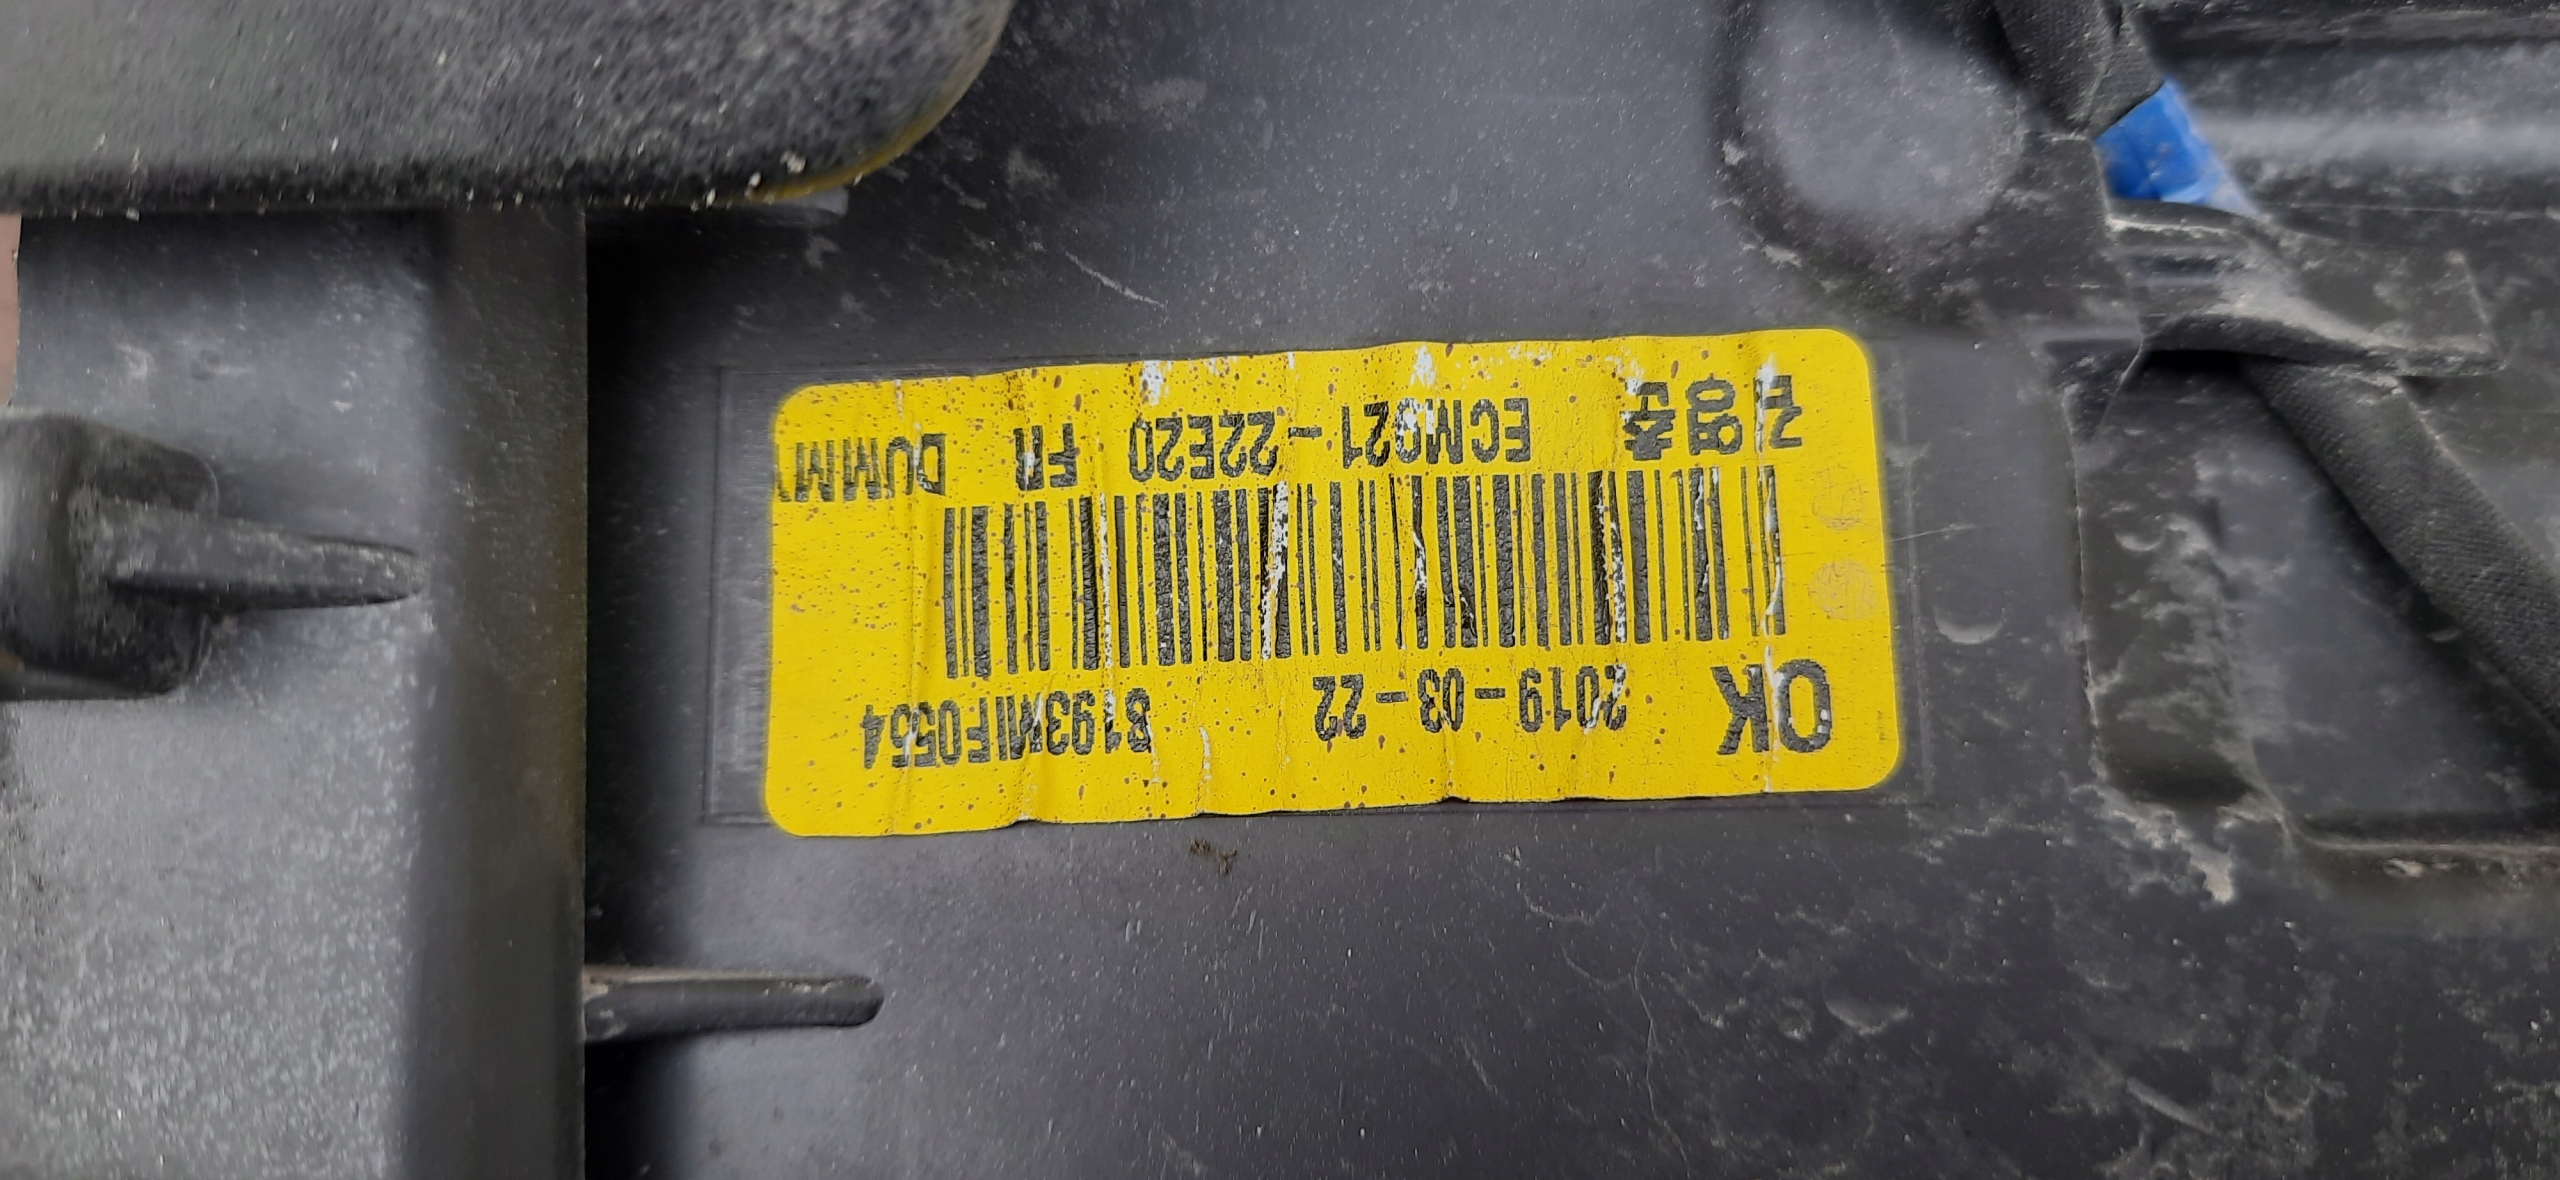 OK 2019-03-22 8193MIF0554
ECM921-22E20 FR DUMMY